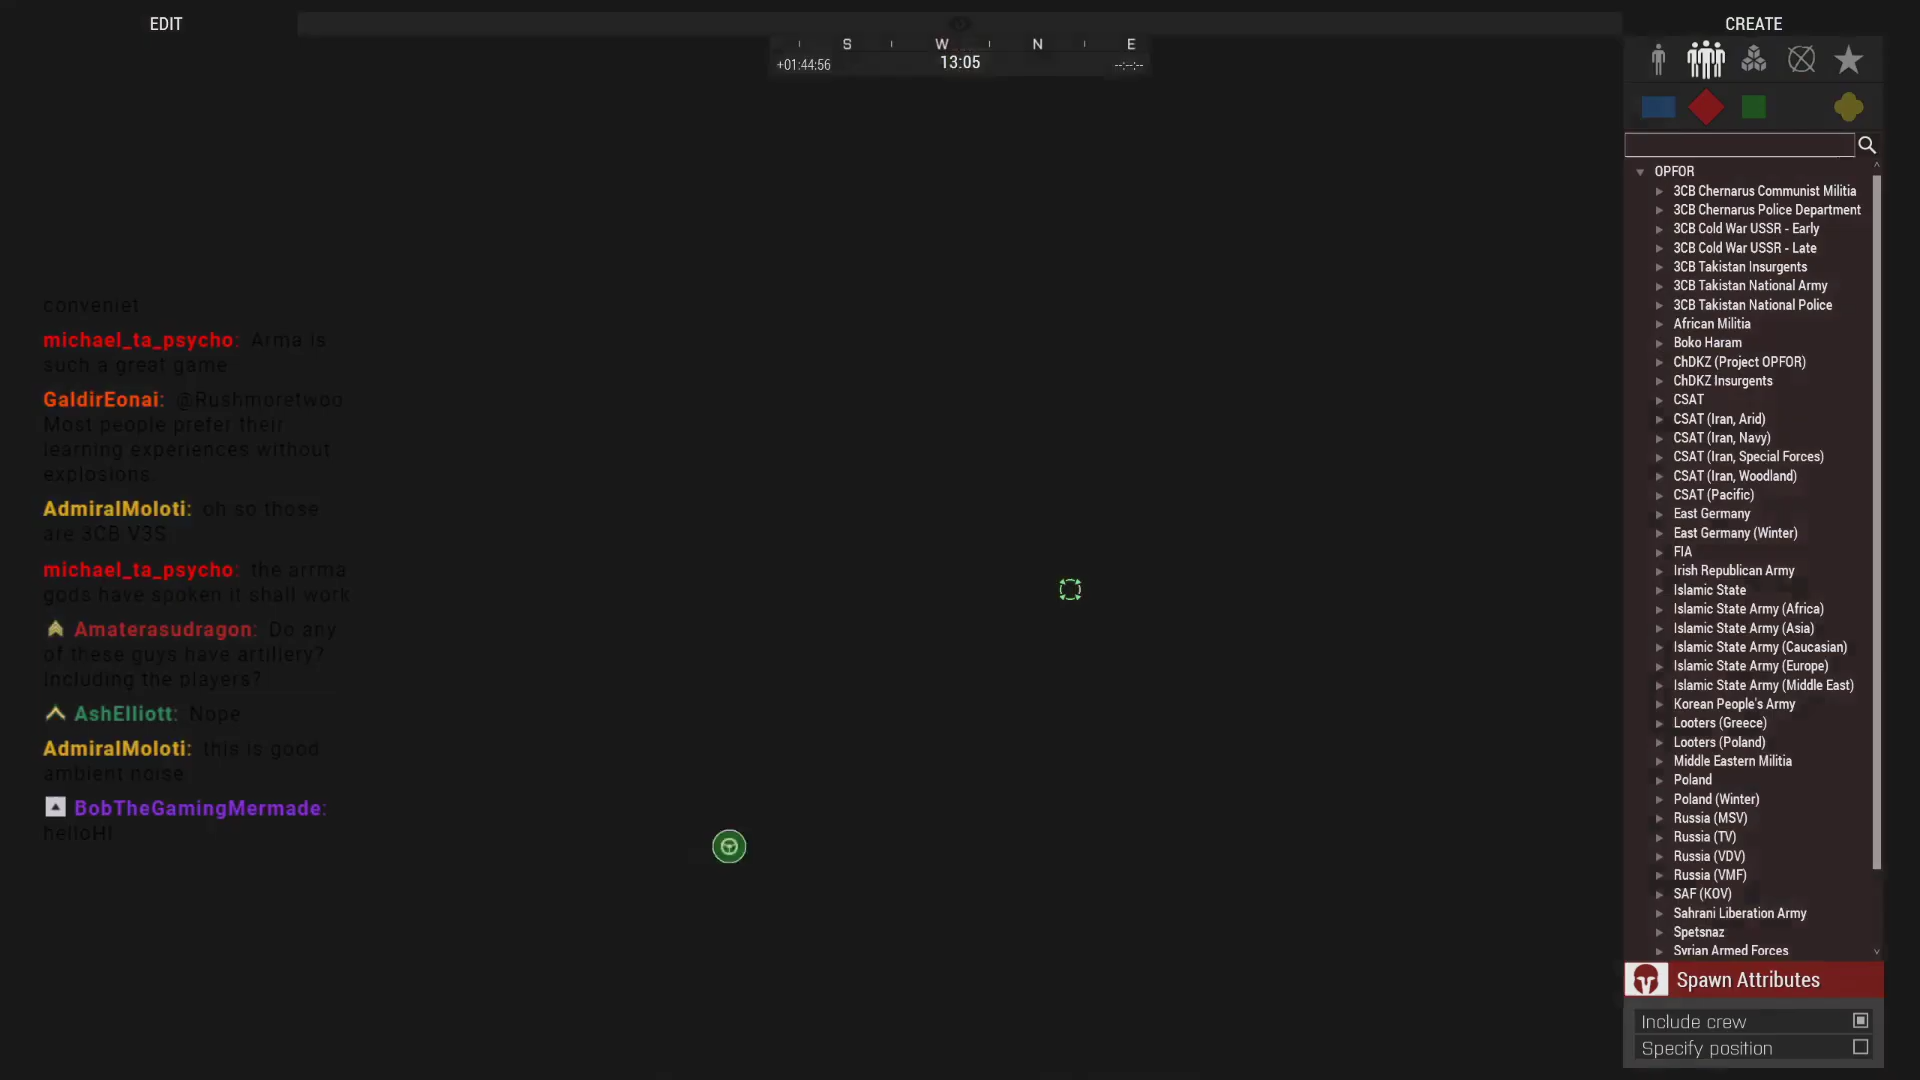 EDIT
CREATE
S W N E
+01:44:56
13:05
--:--:--
conveniet
michael_ta_psycho: Arma is
such a great game
GaldirEonai: @Rushmoretwoo
Most people prefer their
learning experiences without
explosions.
AdmiralMoloti: oh so those
are 3CB V3S
michael_ta_psycho: the arrma
gods have spoken it shall work
Amaterasudragon: Do any
of these guys have artillery?
Including the players?
AshElliott: Nope
AdmiralMoloti: this is good
ambient noise
BobTheGamingMermade:
helloHI
OPFOR
3CB Chernarus Communist Militia
3CB Chernarus Police Department
3CB Cold War USSR - Early
3CB Cold War USSR - Late
3CB Takistan Insurgents
3CB Takistan National Army
3CB Takistan National Police
African Militia
Boko Haram
ChDKZ (Project OPFOR)
ChDKZ Insurgents
CSAT
CSAT (Iran, Arid)
CSAT (Iran, Navy)
CSAT (Iran, Special Forces)
CSAT (Iran, Woodland)
CSAT (Pacific)
East Germany
East Germany (Winter)
FIA
Irish Republican Army
Islamic State
Islamic State Army (Africa)
Islamic State Army (Asia)
Islamic State Army (Caucasian)
Islamic State Army (Europe)
Islamic State Army (Middle East)
Korean People's Army
Looters (Greece)
Looters (Poland)
Middle Eastern Militia
Poland
Poland (Winter)
Russia (MSV)
Russia (TV)
Russia (VDV)
Russia (VMF)
SAF (KOV)
Sahrani Liberation Army
Spetsnaz
Syrian Armed Forces
Spawn Attributes
Include crew
Specify position